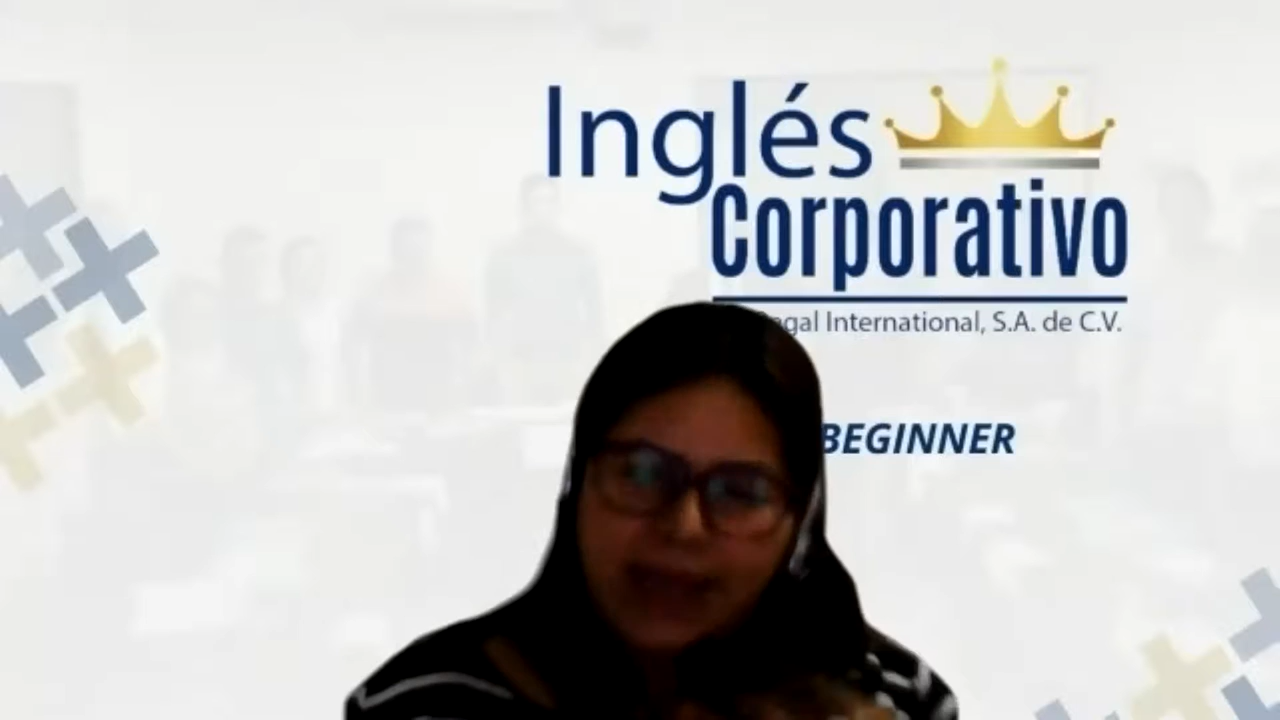 Inglés
Corporativo
International, S.A. de C.V.
BEGINNER